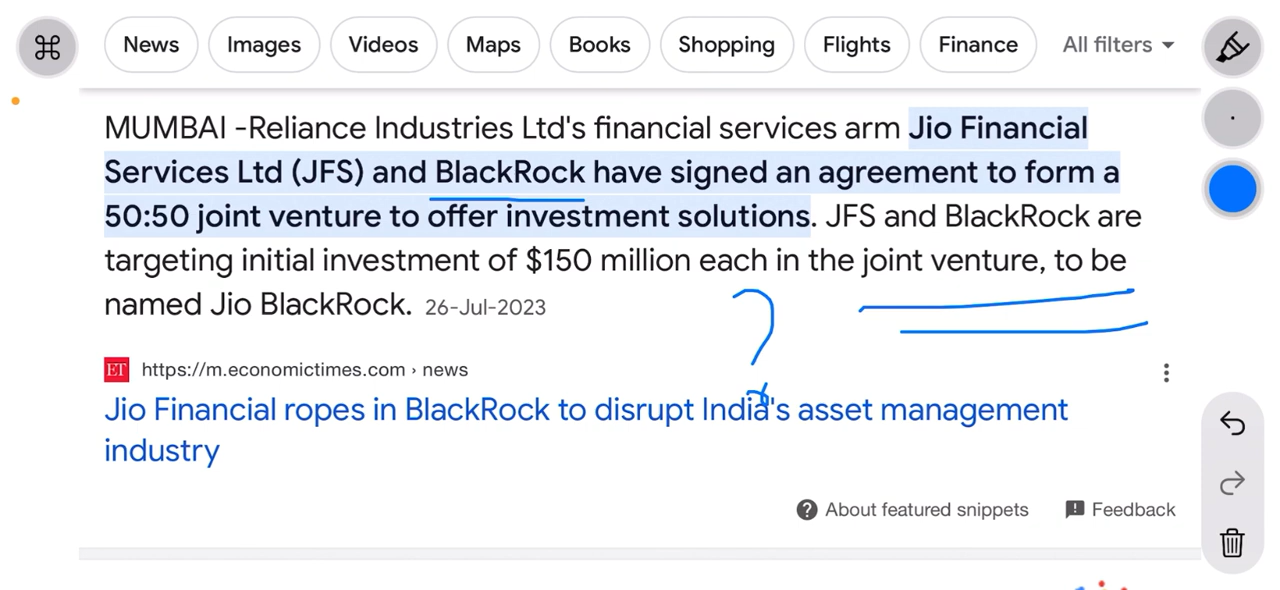 News Images Videos Maps Books Shopping Flights Finance All filters
MUMBAI -Reliance Industries Ltd's financial services arm Jio Financial
Services Ltd (JFS) and BlackRock have signed an agreement to form a
50:50 joint venture to offer investment solutions. JFS and BlackRock are
targeting initial investment of $150 million each in the joint venture, to be
named Jio BlackRock. 26-Jul-2023
?
ET https://m.economictimes.com › news
Jio Financial ropes in BlackRock to disrupt India's asset management
industry
About featured snippets Feedback